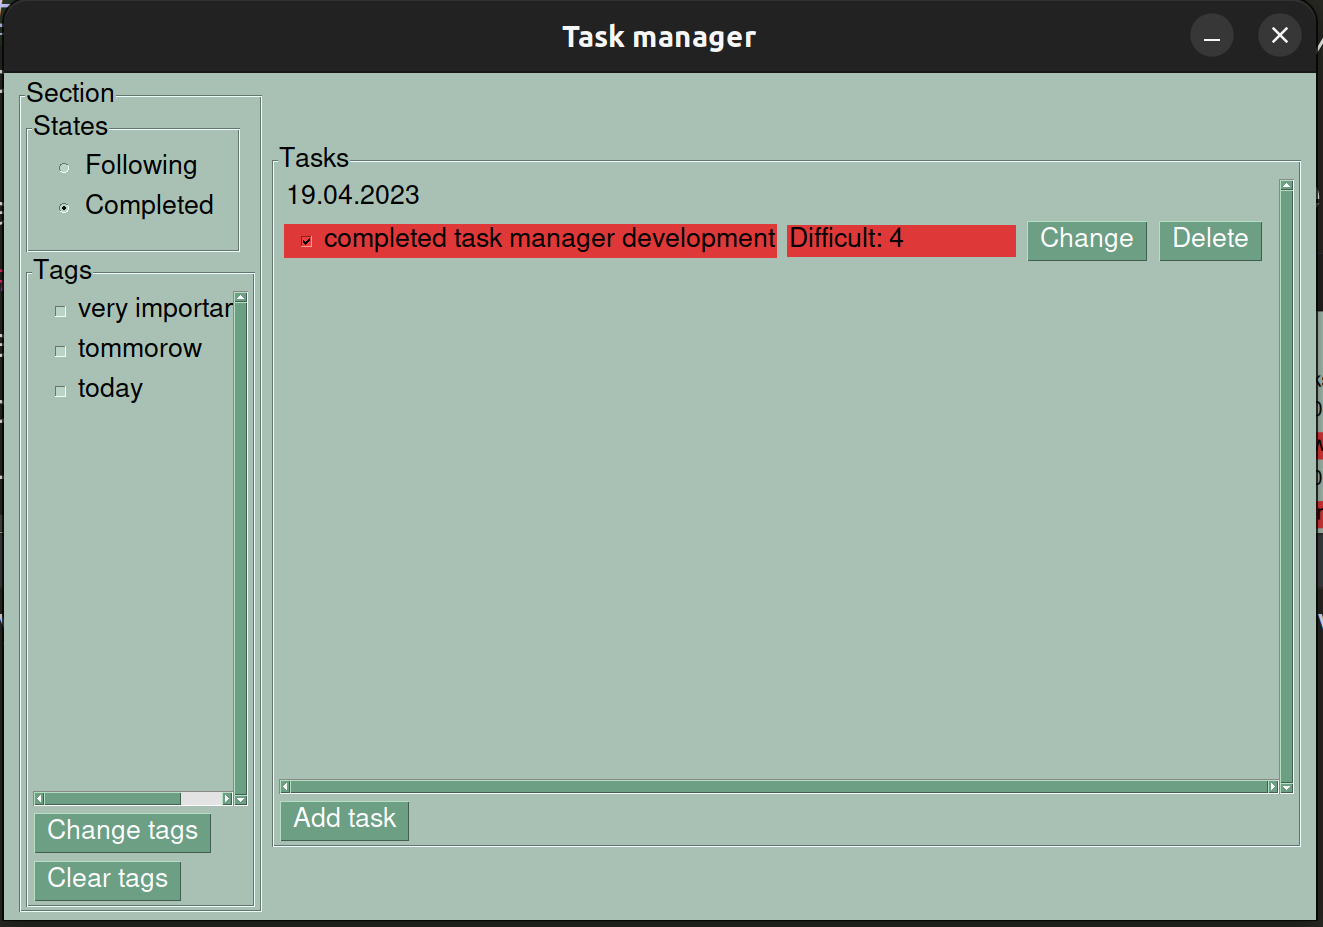 Task manager
Section
States
Following
Completed
Tags
very importar
tommorow
today
Change tags
Clear tags
Tasks
19.04.2023
completed task manager development
Difficult: 4
Change
Delete
Add task